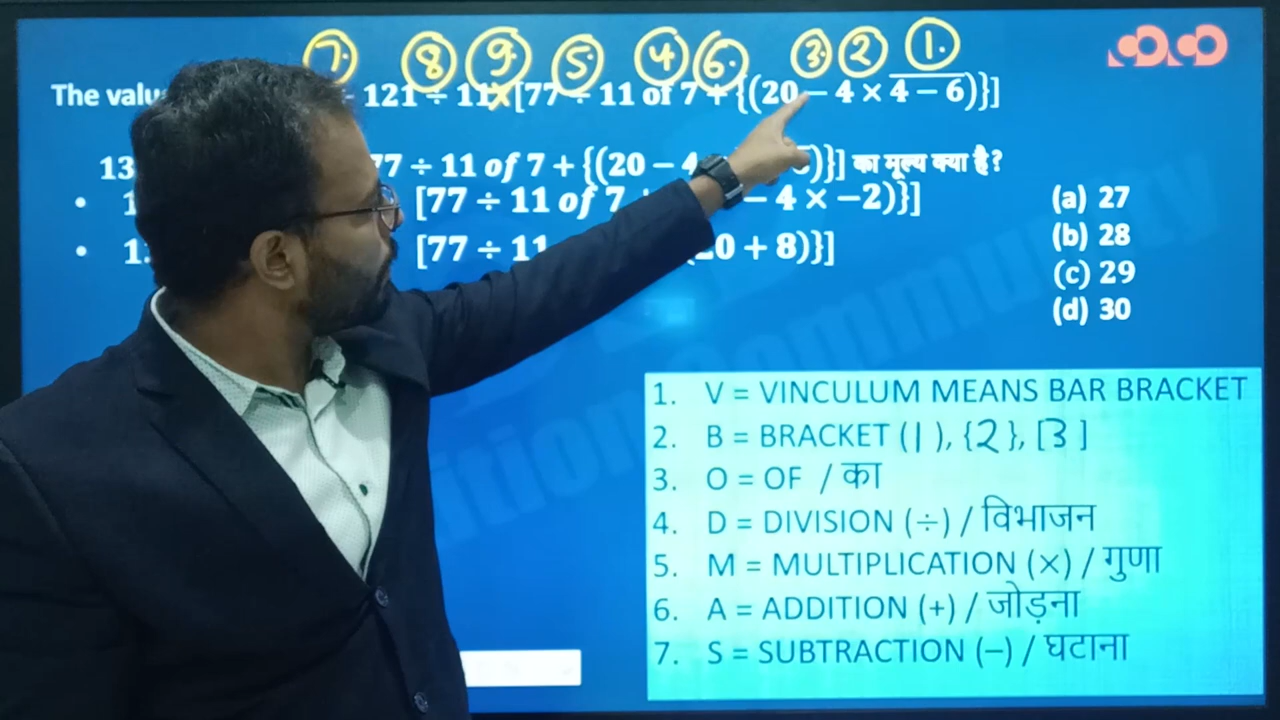 7. 8. 9. 5. 4. 6. 3. 2. 1.
The valu ÷ 121 ÷ 11 × [77 ÷ 11 of 7 + {(20 − 4 × 4 − 6)}]
13 77 ÷ 11 of 7 + {(20 − 4 )}] का मूल्य क्या है?
• 1 [77 ÷ 11 of 7 − 4 × −2)}]
• 1 [77 ÷ 11 20 + 8)}]
(a) 27
(b) 28
(c) 29
(d) 30
1. V = VINCULUM MEANS BAR BRACKET
2. B = BRACKET (1), {2}, [3]
3. O = OF / का
4. D = DIVISION (÷) / विभाजन
5. M = MULTIPLICATION (×) / गुणा
6. A = ADDITION (+) / जोड़ना
7. S = SUBTRACTION (−) / घटाना